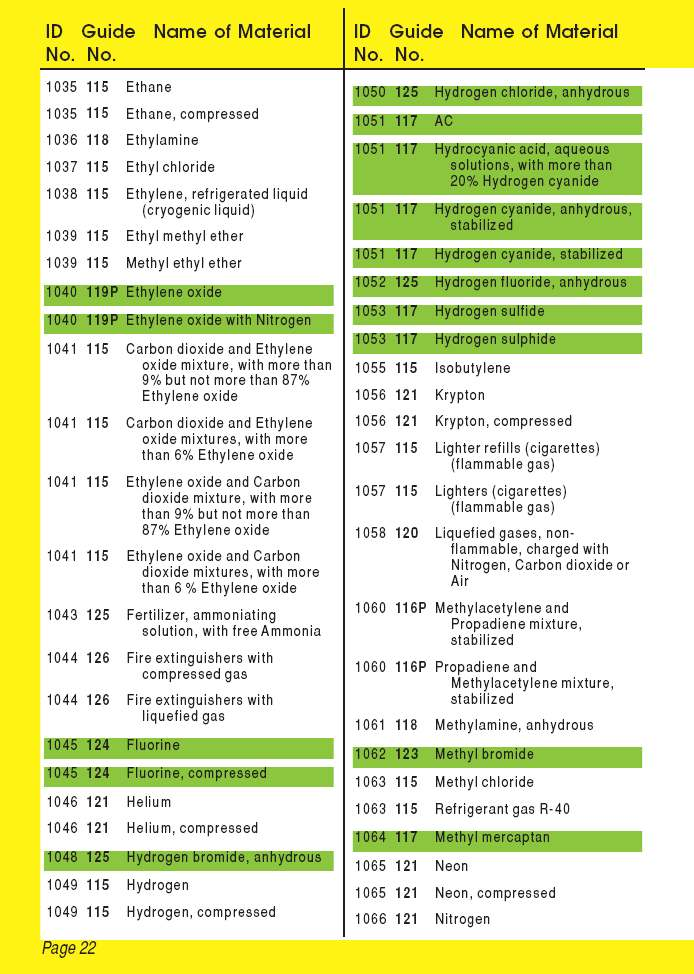 ID Guide Name of Material
No. No.
1035 115 Ethane
1035 115 Ethane, compressed
1036 118 Ethylamine
1037 115 Ethyl chloride
1038 115 Ethylene, refrigerated liquid
(cryogenic liquid)
1039 115 Ethyl methyl ether
1039 115 Methyl ethyl ether
1040 119P Ethylene oxide
1040 119P Ethylene oxide with Nitrogen
1041 115 Carbon dioxide and Ethylene
oxide mixture, with more than
9% but not more than 87%
Ethylene oxide
1041 115 Carbon dioxide and Ethylene
oxide mixtures, with more
than 6% Ethylene oxide
1041 115 Ethylene oxide and Carbon
dioxide mixture, with more
than 9% but not more than
87% Ethylene oxide
1041 115 Ethylene oxide and Carbon
dioxide mixtures, with more
than 6 % Ethylene oxide
1043 125 Fertilizer, ammoniating
solution, with free Ammonia
1044 126 Fire extinguishers with
compressed gas
1044 126 Fire extinguishers with
liquefied gas
1045 124 Fluorine
1045 124 Fluorine, compressed
1046 121 Helium
1046 121 Helium, compressed
1048 125 Hydrogen bromide, anhydrous
1049 115 Hydrogen
1049 115 Hydrogen, compressed
ID Guide Name of Material
No. No.
1050 125 Hydrogen chloride, anhydrous
1051 117 AC
1051 117 Hydrocyanic acid, aqueous
solutions, with more than
20% Hydrogen cyanide
1051 117 Hydrogen cyanide, anhydrous,
stabilized
1051 117 Hydrogen cyanide, stabilized
1052 125 Hydrogen fluoride, anhydrous
1053 117 Hydrogen sulfide
1053 117 Hydrogen sulphide
1055 115 Isobutylene
1056 121 Krypton
1056 121 Krypton, compressed
1057 115 Lighter refills (cigarettes)
(flammable gas)
1057 115 Lighters (cigarettes)
(flammable gas)
1058 120 Liquefied gases, non-
flammable, charged with
Nitrogen, Carbon dioxide or
Air
1060 116P Methylacetylene and
Propadiene mixture,
stabilized
1060 116P Propadiene and
Methylacetylene mixture,
stabilized
1061 118 Methylamine, anhydrous
1062 123 Methyl bromide
1063 115 Methyl chloride
1063 115 Refrigerant gas R-40
1064 117 Methyl mercaptan
1065 121 Neon
1065 121 Neon, compressed
1066 121 Nitrogen
Page 22